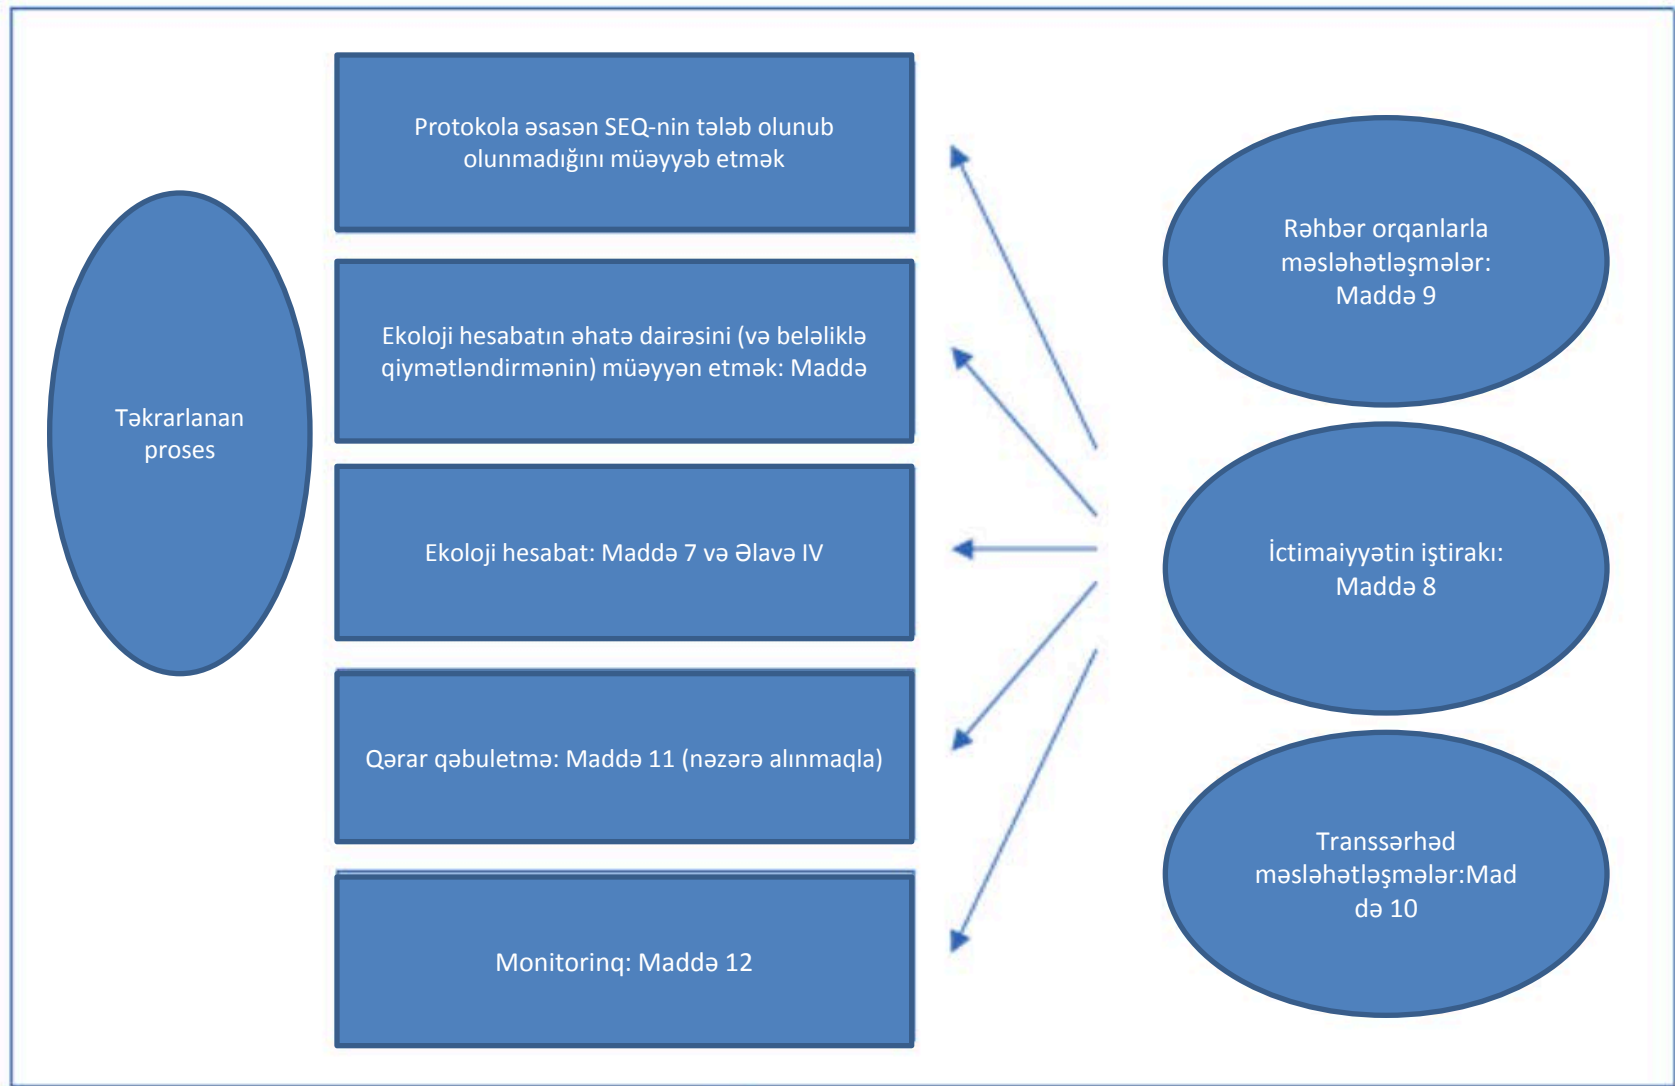 Təkrarlanan
proses
Protokola əsasən SEQ-nin tələb olunub
olunmadığını müəyyəb etmək
Ekoloji hesabatın əhatə dairəsini (və beləliklə
qiymətləndirmənin) müəyyən etmək: Maddə
Ekoloji hesabat: Maddə 7 və Əlavə IV
Qərar qəbuletmə: Maddə 11 (nəzərə alınmaqla)
Monitorinq: Maddə 12
Rəhbər orqanlarla
məsləhətləşmələr:
Maddə 9
İctimaiyyətin iştirakı:
Maddə 8
Transsərhəd
məsləhətləşmələr:Mad
də 10